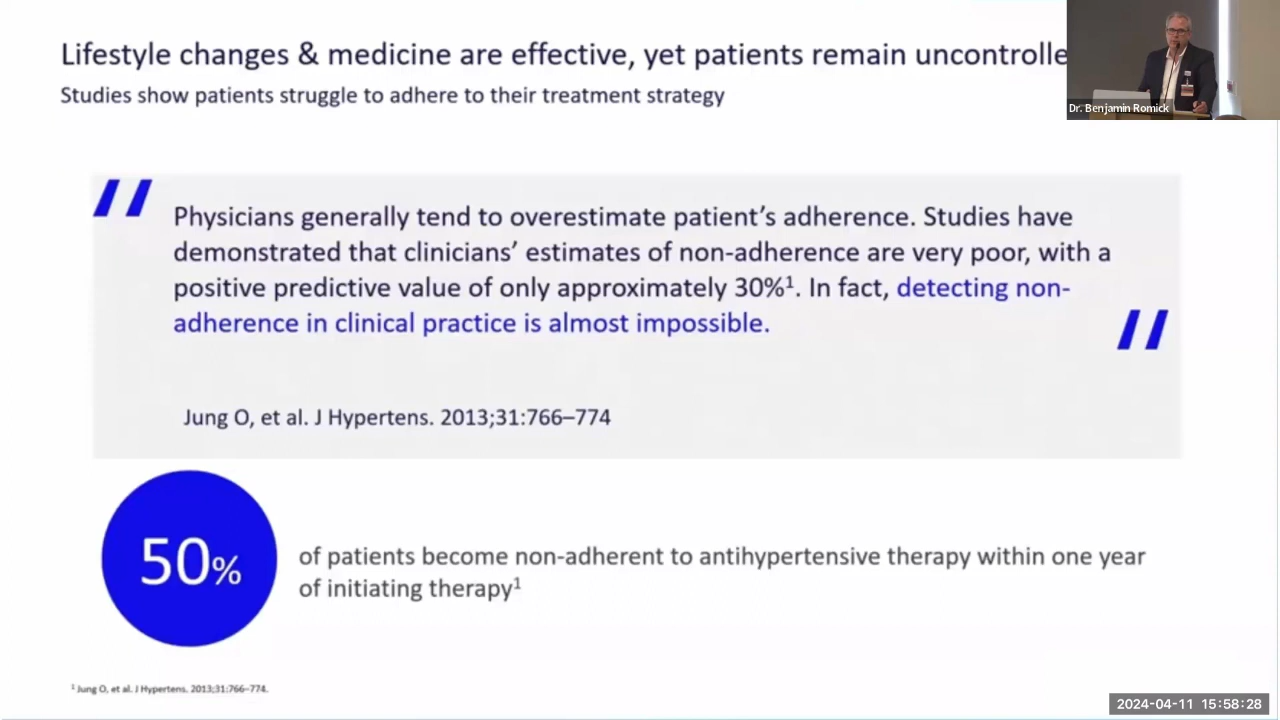 Lifestyle changes & medicine are effective, yet patients remain uncontrolle
Studies show patients struggle to adhere to their treatment strategy
Dr. Benjamin Romick
"
Physicians generally tend to overestimate patient's adherence. Studies have
demonstrated that clinicians' estimates of non-adherence are very poor, with a
positive predictive value of only approximately 30%¹. In fact, detecting non-
adherence in clinical practice is almost impossible.
"
Jung O, et al. J Hypertens. 2013;31:766–774
50%
of patients become non-adherent to antihypertensive therapy within one year
of initiating therapy¹
¹ Jung O, et al. J Hypertens. 2013;31:766–774.
2024-04-11 15:58:28